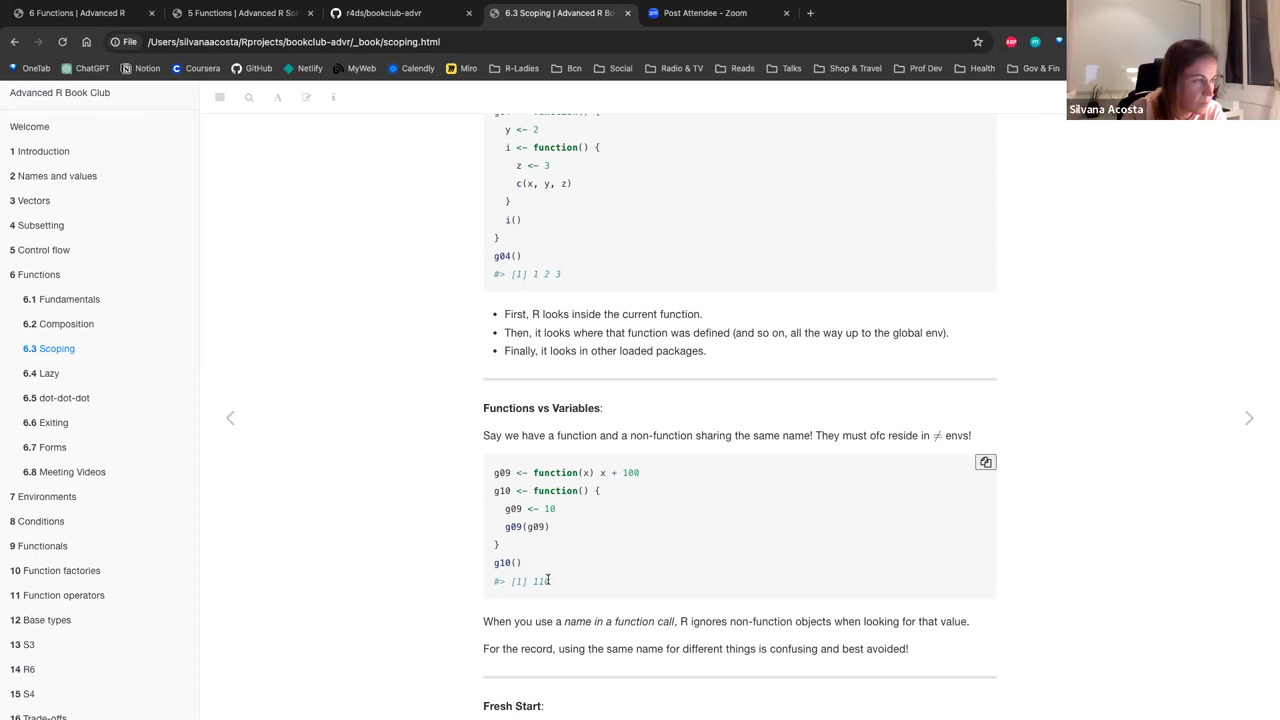 6 Functions | Advanced R
5 Functions | Advanced R Sol
r4ds/bookclub-advr
6.3 Scoping | Advanced R Bo
Post Attendee - Zoom
File
/Users/silvanaacosta/Rprojects/bookclub-advr/_book/scoping.html
OneTab
ChatGPT
Notion
Coursera
GitHub
Netlify
MyWeb
Calendly
Miro
R-Ladies
Bcn
Social
Radio & TV
Reads
Talks
Shop & Travel
Prof Dev
Health
Gov & Fin
Silvana Acosta
Advanced R Book Club
Welcome
1 Introduction
2 Names and values
3 Vectors
4 Subsetting
5 Control flow
6 Functions
6.1 Fundamentals
6.2 Composition
6.3 Scoping
6.4 Lazy
6.5 dot-dot-dot
6.6 Exiting
6.7 Forms
6.8 Meeting Videos
7 Environments
8 Conditions
9 Functionals
10 Function factories
11 Function operators
12 Base types
13 S3
14 R6
15 S4
16 Trade-offs
y <- 2
i <- function() {
z <- 3
c(x, y, z)
}
i()
}
g04()
#> [1] 1 2 3
• First, R looks inside the current function.
• Then, it looks where that function was defined (and so on, all the way up to the global env).
• Finally, it looks in other loaded packages.
Functions vs Variables:
Say we have a function and a non-function sharing the same name! They must ofc reside in ≠ envs!
g09 <- function(x) x + 100
g10 <- function() {
g09 <- 10
g09(g09)
}
g10()
#> [1] 110
When you use a name in a function call, R ignores non-function objects when looking for that value.
For the record, using the same name for different things is confusing and best avoided!
Fresh Start: